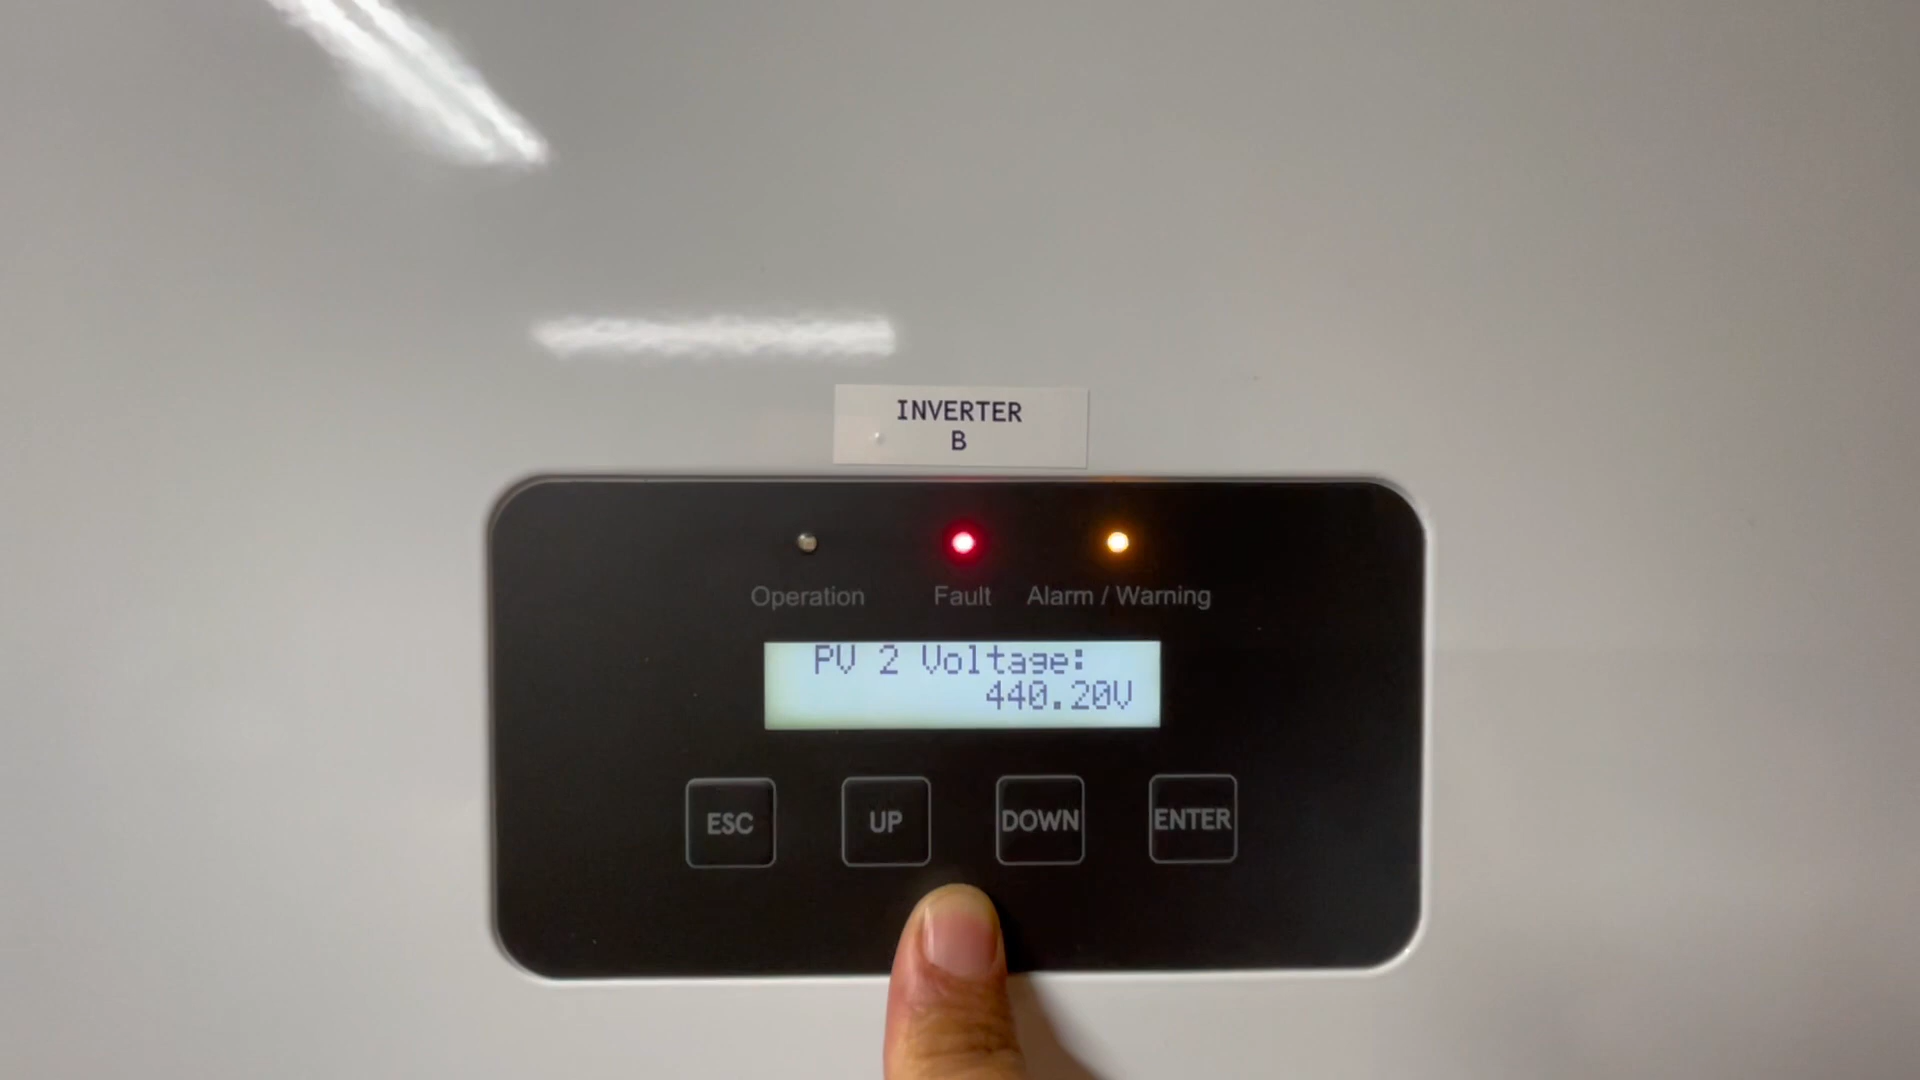 INVERTER
B
Operation Fault Alarm / Warning
PV 2 Voltage:
440.20V
ESC UP DOWN ENTER